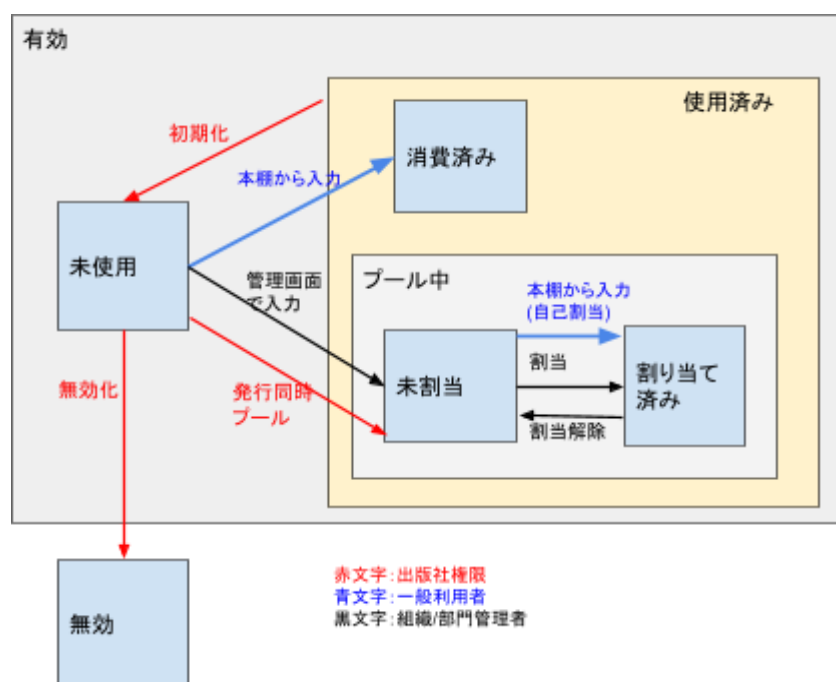 有効
使用済み
初期化
消費済み
本棚から入力
未使用
管理画面
で入力
プール中
本棚から入力
(自己割当)
無効化
発行同時
プール
未割当
割当
割り当て
済み
割当解除
無効
赤文字：出版社権限
青文字：一般利用者
黒文字：組織/部門管理者